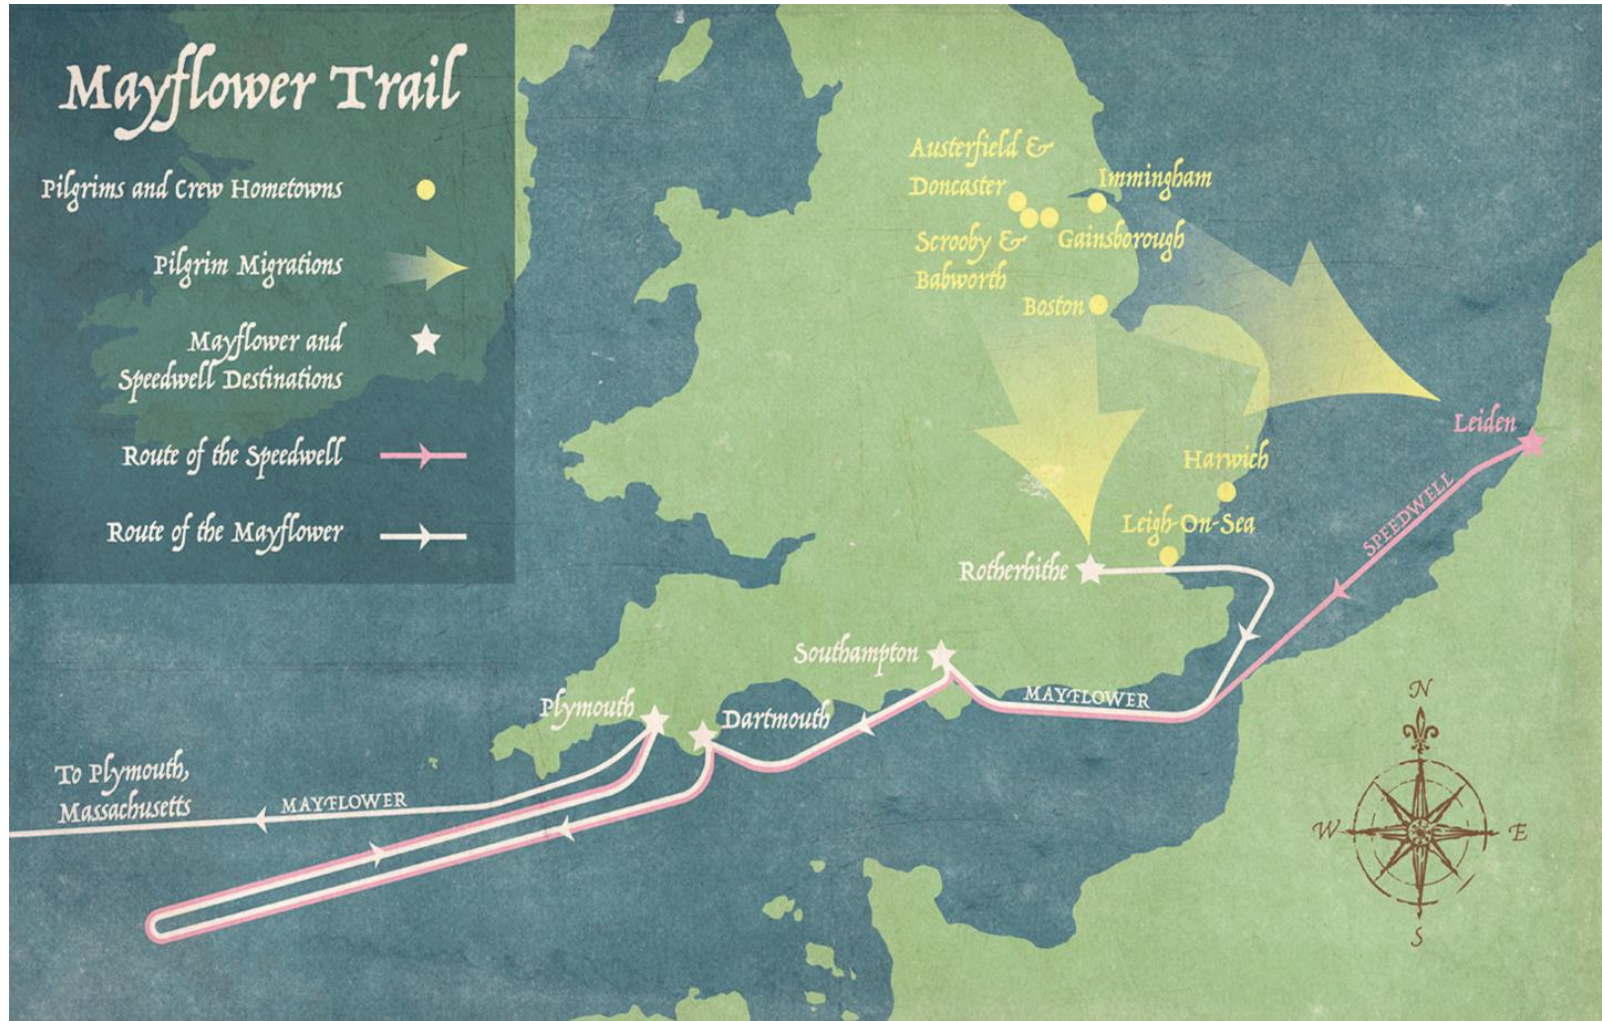 Mayflower Trail
Pilgrims and Crew Hometowns
Pilgrim Migrations
Mayflower and
Speedwell Destinations
Route of the Speedwell
Route of the Mayflower
Austerfield &
Doncaster
Immingham
Scrooby &
Babworth
Gainsborough
Boston
Leiden
Harwich
Leigh-On-Sea
SPEEDWELL
Rotherhithe
Southampton
MAYFLOWER
Plymouth
Dartmouth
To Plymouth,
Massachusetts
MAYFLOWER
N
W
E
S